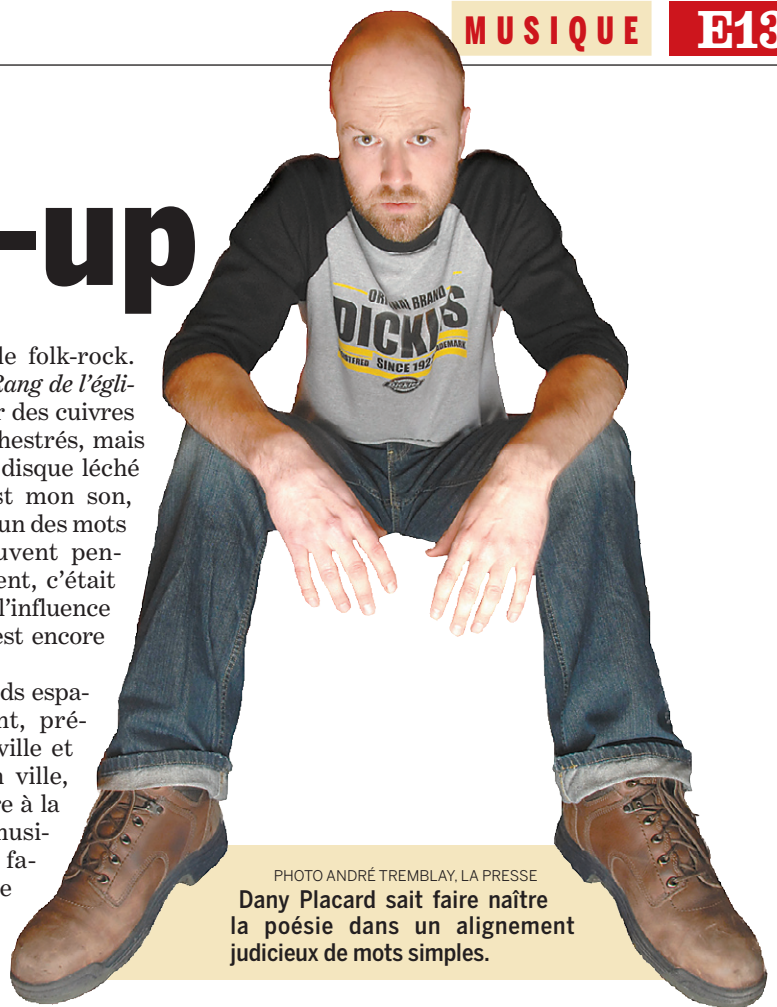 MUSIQUE E13
-up
le folk-rock.
Rang de l'égli-
r des cuivres
hestrés, mais
disque léché
st mon son,
un des mots
uvent pen-
ent, c'était
l'influence
est encore
ds espa-
nt, pré-
ville et
n ville,
re à la
musi-
fa-
e
ORIGINAL BRAND
DICKIES
SINCE 1922
PHOTO ANDRÉ TREMBLAY, LA PRESSE
Dany Placard sait faire naître
la poésie dans un alignement
judicieux de mots simples.